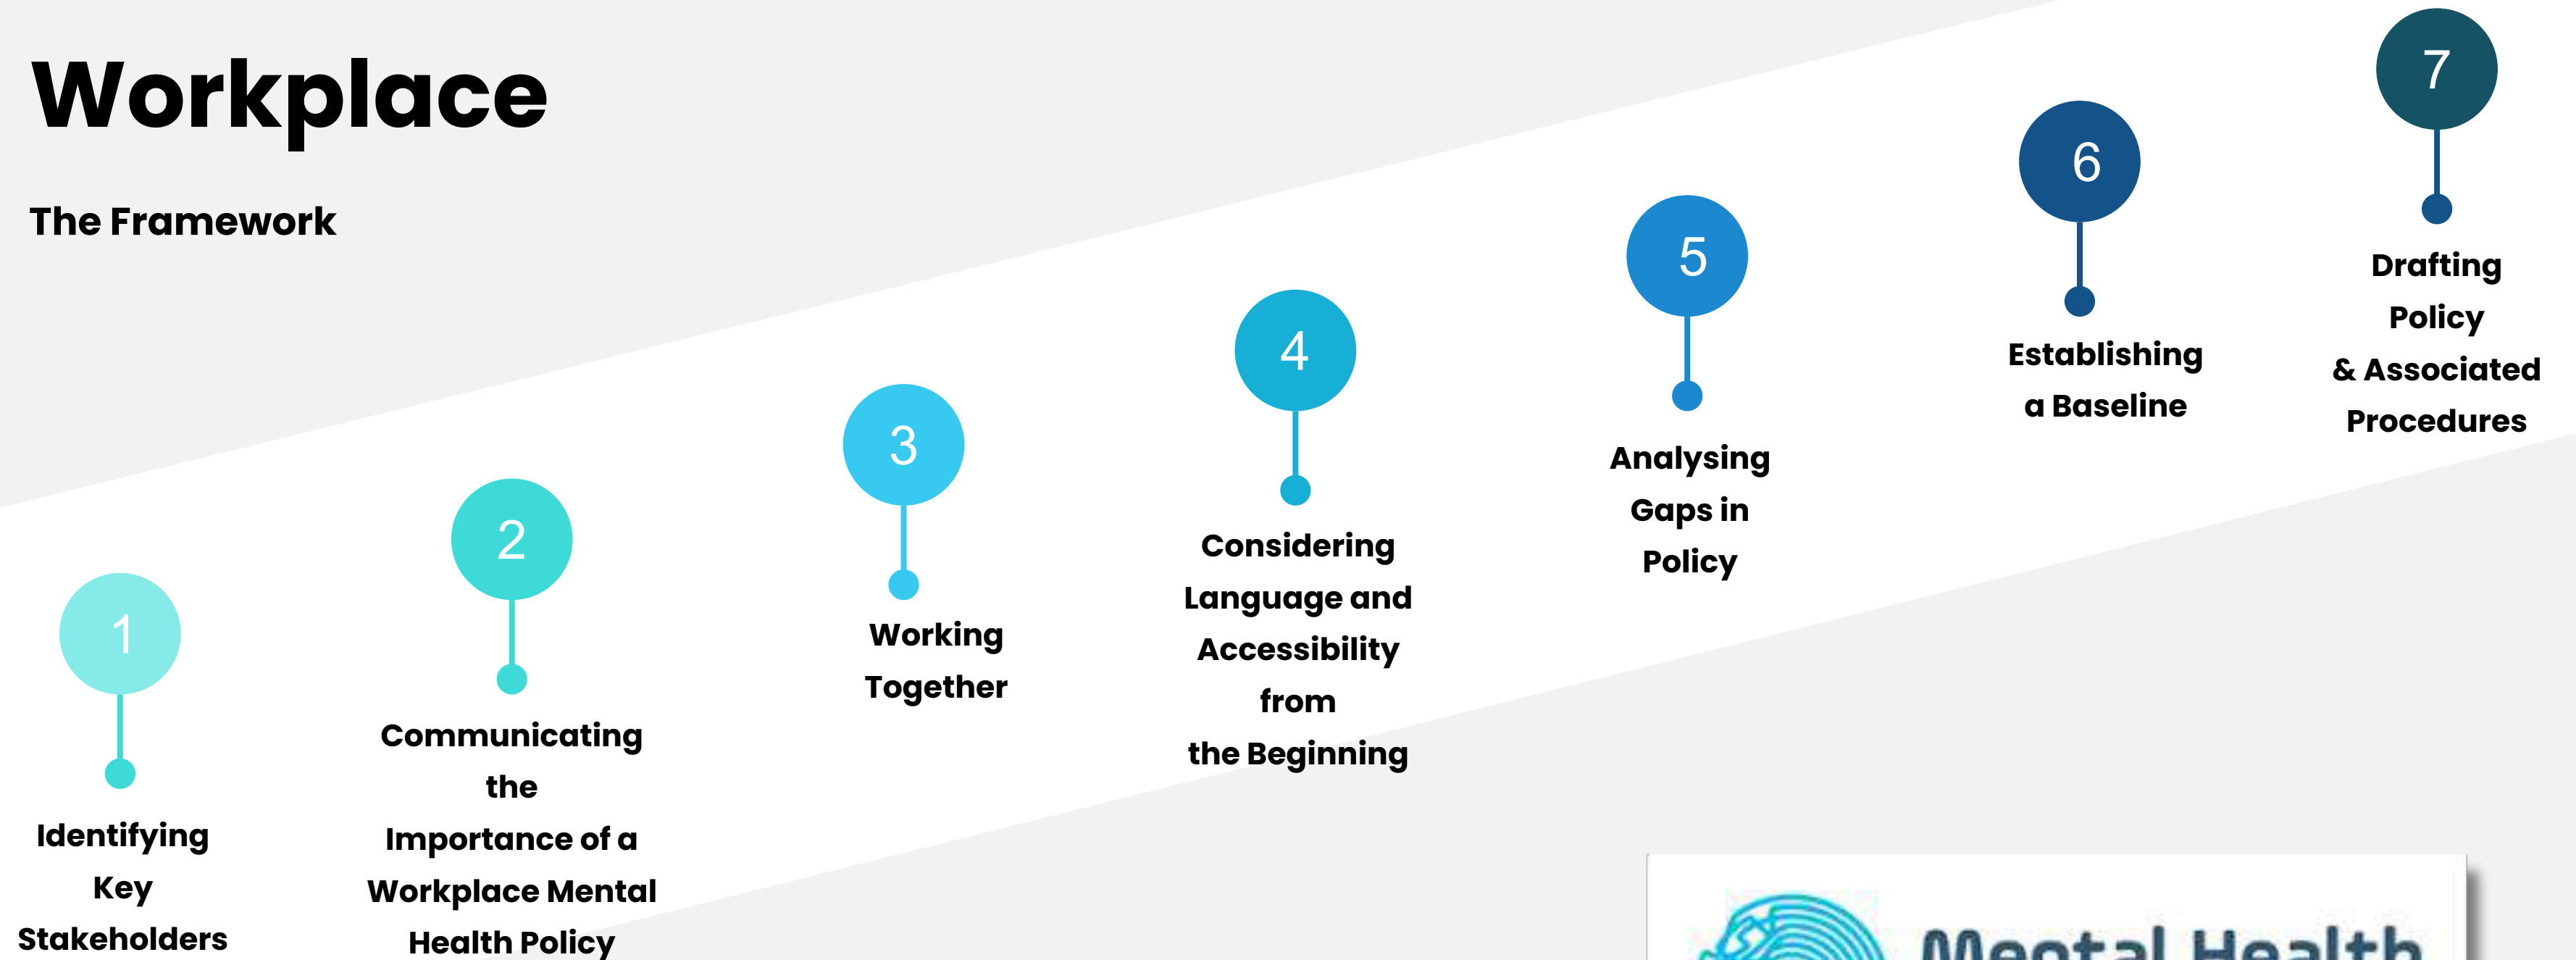 Workplace
The Framework
1
Identifying
Key
Stakeholders
2
Communicating
the
Importance of a
Workplace Mental
Health Policy
3
Working
Together
4
Considering
Language and
Accessibility
from
the Beginning
5
Analysing
Gaps in
Policy
6
Establishing
a Baseline
7
Drafting
Policy
& Associated
Procedures
Mental Health